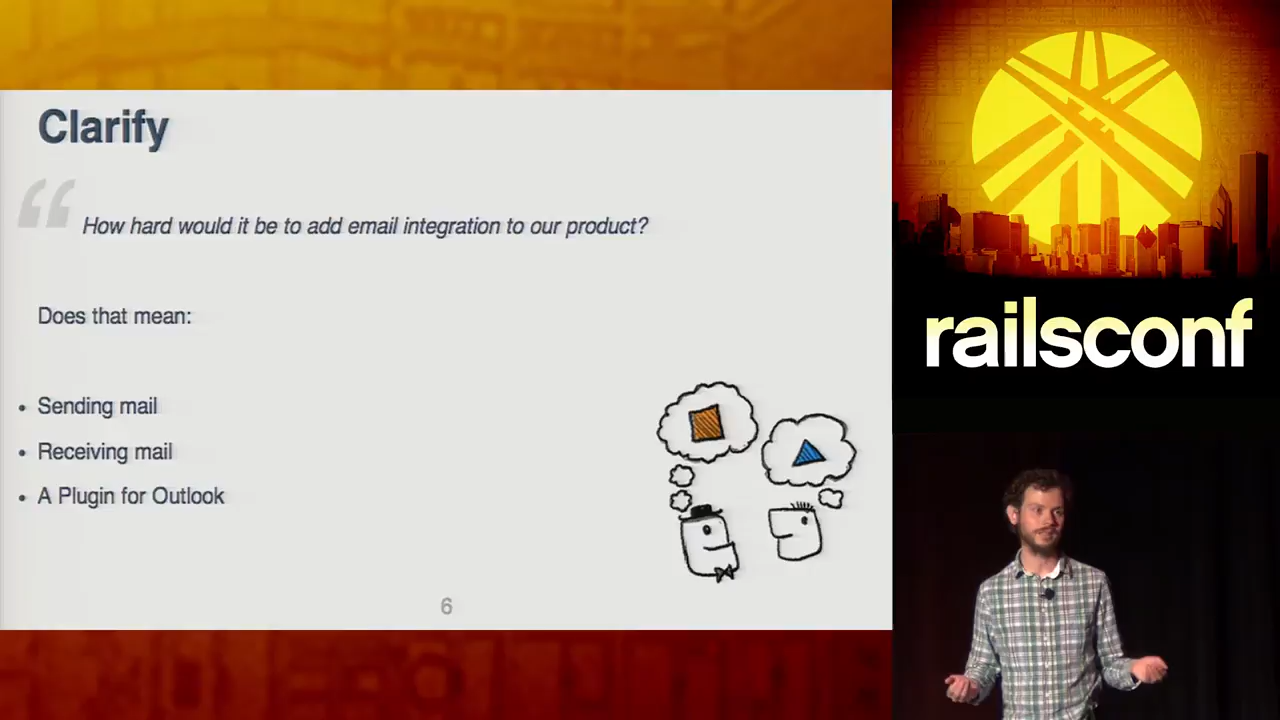 Clarify
“
How hard would it be to add email integration to our product?
Does that mean:
• Sending mail
• Receiving mail
• A Plugin for Outlook
6
railsconf